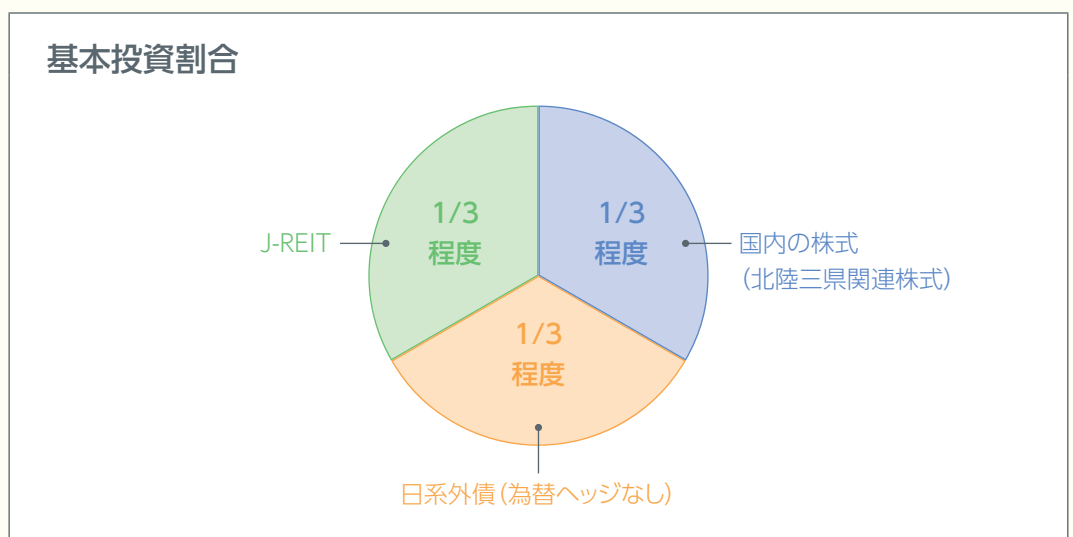 基本投資割合
1/3
程度
J-REIT
1/3
程度
国内の株式
(北陸三県関連株式)
1/3
程度
日系外債(為替ヘッジなし)